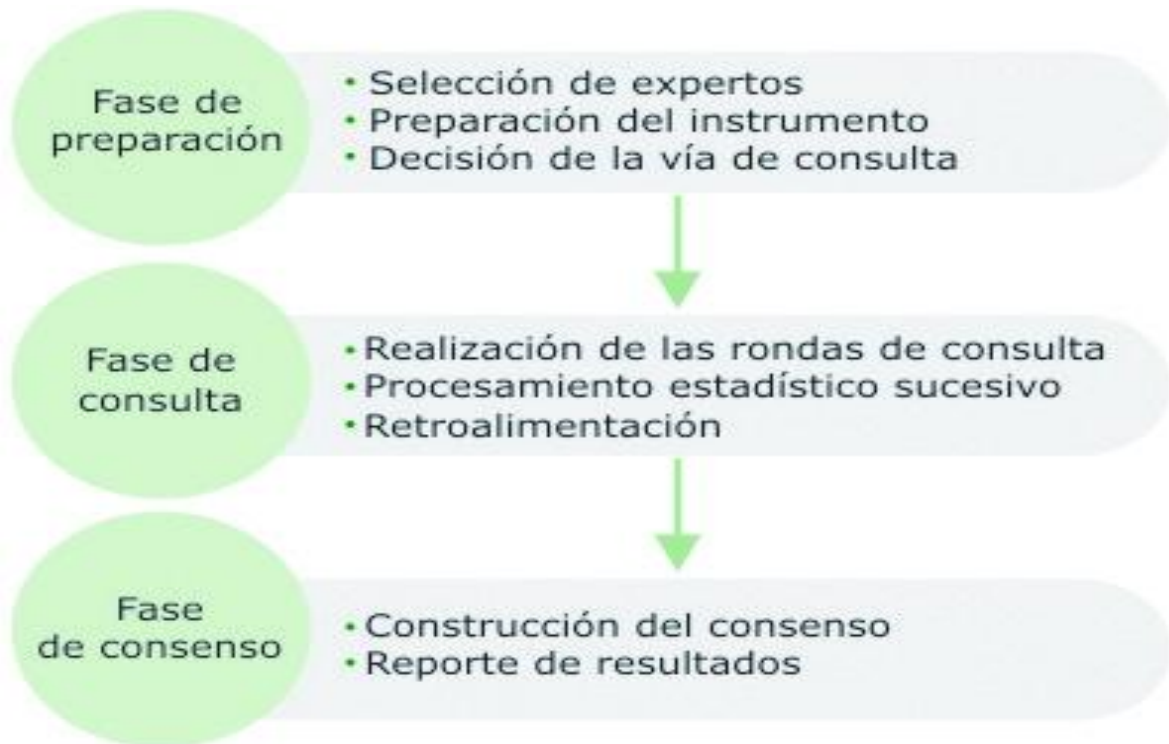 Fase de
preparación
• Selección de expertos
• Preparación del instrumento
• Decisión de la vía de consulta
Fase de
consulta
• Realización de las rondas de consulta
• Procesamiento estadístico sucesivo
• Retroalimentación
Fase
de consenso
• Construcción del consenso
• Reporte de resultados